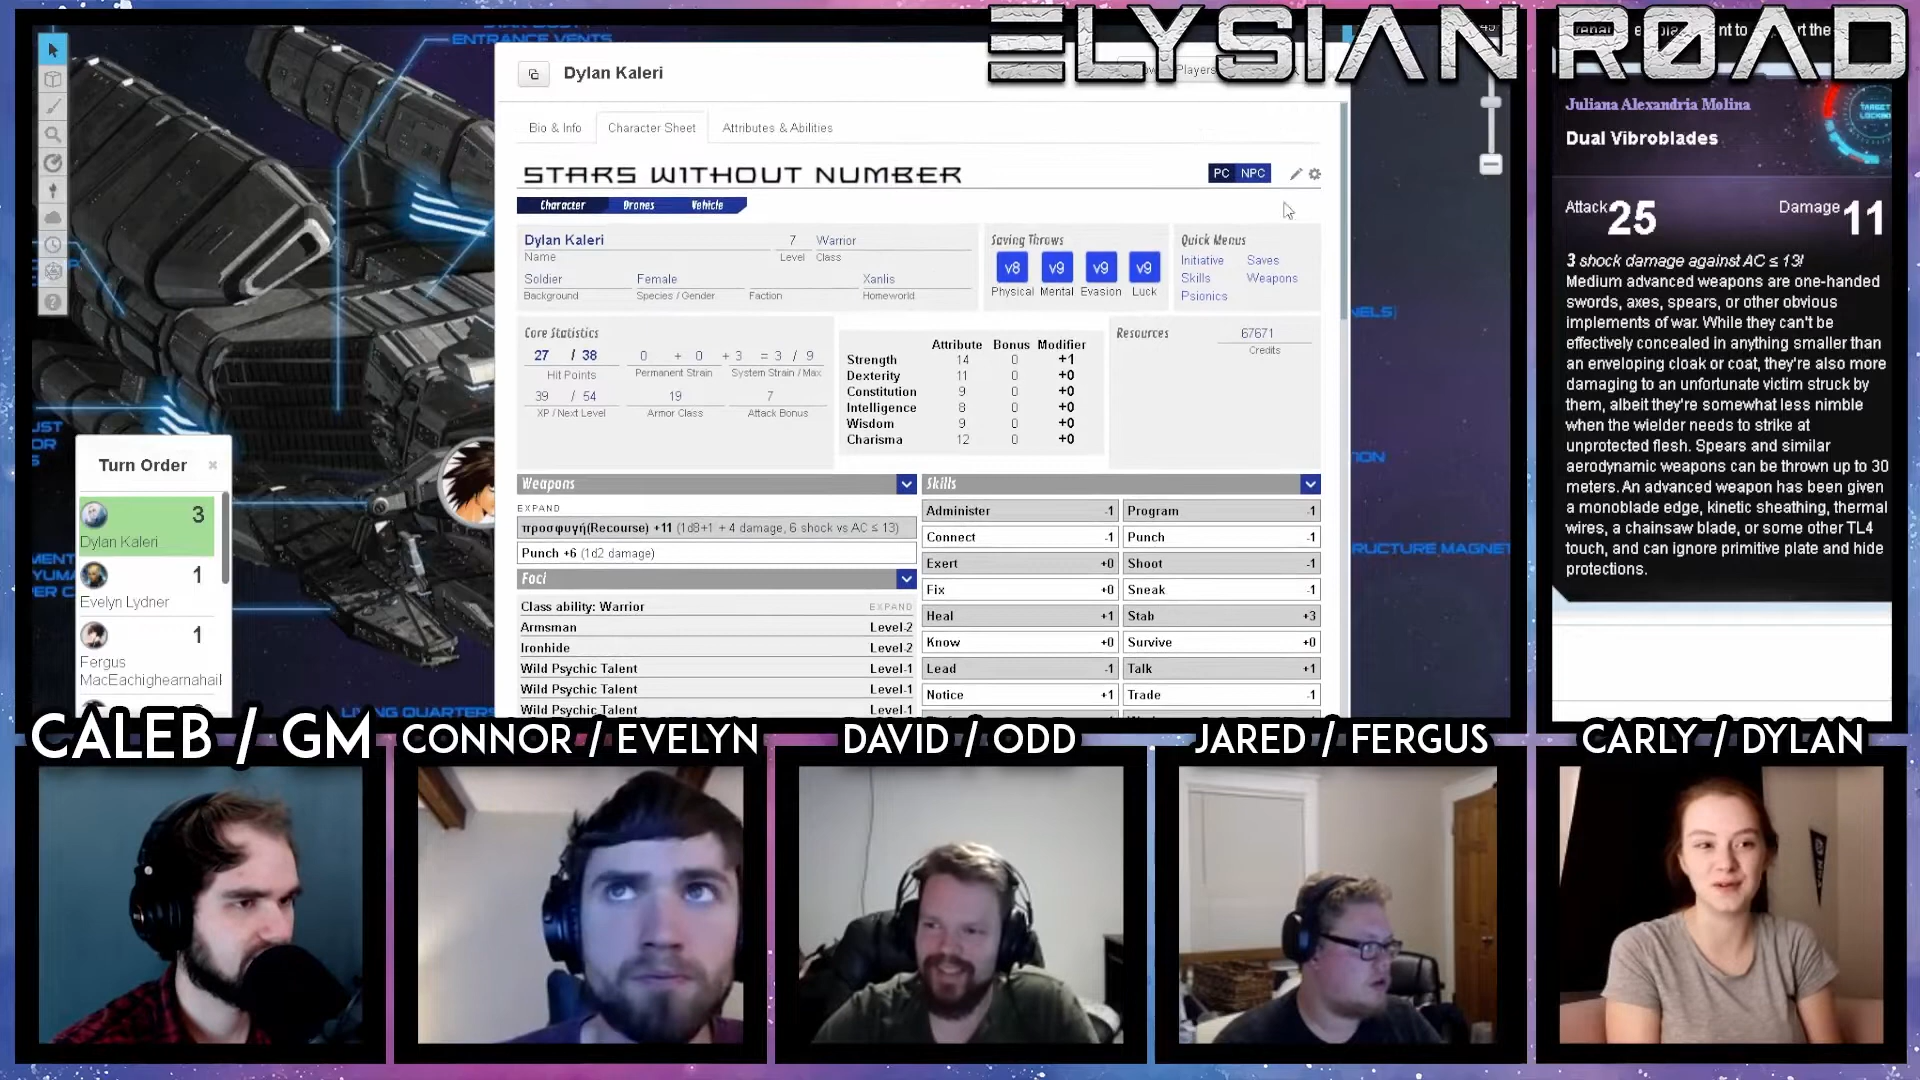 ELYSIAN RØAD
ENTRANCE VENTS
Dylan Kaleri
Players
Bio & Info
Character Sheet
Attributes & Abilities
STARS WITHOUT NUMBER
PC NPC
Character
Drones
Vehicle
Dylan Kaleri
Name
7
Level
Warrior
Class
Soldier
Background
Female
Species / Gender
Faction
Xanlis
Homeworld
Saving Throws
v8 v9 v9 v9
Physical Mental Evasion Luck
Quick Menus
Initiative Saves
Skills Weapons
Psionics
Core Statistics
27 / 38
Hit Points
0 + 0 + 3 = 3 / 9
Permanent Strain System Strain / Max
39 / 54
XP / Next Level
19
Armor Class
7
Attack Bonus
Attribute Bonus Modifier
Strength 14 0 +1
Dexterity 11 0 +0
Constitution 9 0 +0
Intelligence 8 0 +0
Wisdom 9 0 +0
Charisma 12 0 +0
Resources
67671
Credits
Weapons
EXPAND
προσφυγή(Recourse) +11 (1d8+1 + 4 damage, 6 shock vs AC ≤ 13)
Punch +6 (1d2 damage)
Foci
Class ability: Warrior EXPAND
Armsman Level-2
Ironhide Level-2
Wild Psychic Talent Level-1
Wild Psychic Talent Level-1
Wild Psychic Talent Level-1
Skills
Administer -1 Program -1
Connect -1 Punch -1
Exert +0 Shoot -1
Fix +0 Sneak -1
Heal +1 Stab +3
Know +0 Survive +0
Lead -1 Talk +1
Notice +1 Trade -1
Turn Order ×
3
Dylan Kaleri
1
Evelyn Lydner
1
Fergus
MacEachighearnahail
LIVING QUARTERS
RUCTURE MAGNET
Juliana Alexandria Molina
TARGET
LOCKED
Dual Vibroblades
Attack 25 Damage 11
3 shock damage against AC ≤ 13!
Medium advanced weapons are one-handed
swords, axes, spears, or other obvious
implements of war. While they can't be
effectively concealed in anything smaller than
an enveloping cloak or coat, they're also more
damaging to an unfortunate victim struck by
them, albeit they're somewhat less nimble
when the wielder needs to strike at
unprotected flesh. Spears and similar
aerodynamic weapons can be thrown up to 30
meters. An advanced weapon has been given
a monoblade edge, kinetic sheathing, thermal
wires, a chainsaw blade, or some other TL4
touch, and can ignore primitive plate and hide
protections.
CALEB / GM
CONNOR / EVELYN
DAVID / ODD
JARED / FERGUS
CARLY / DYLAN